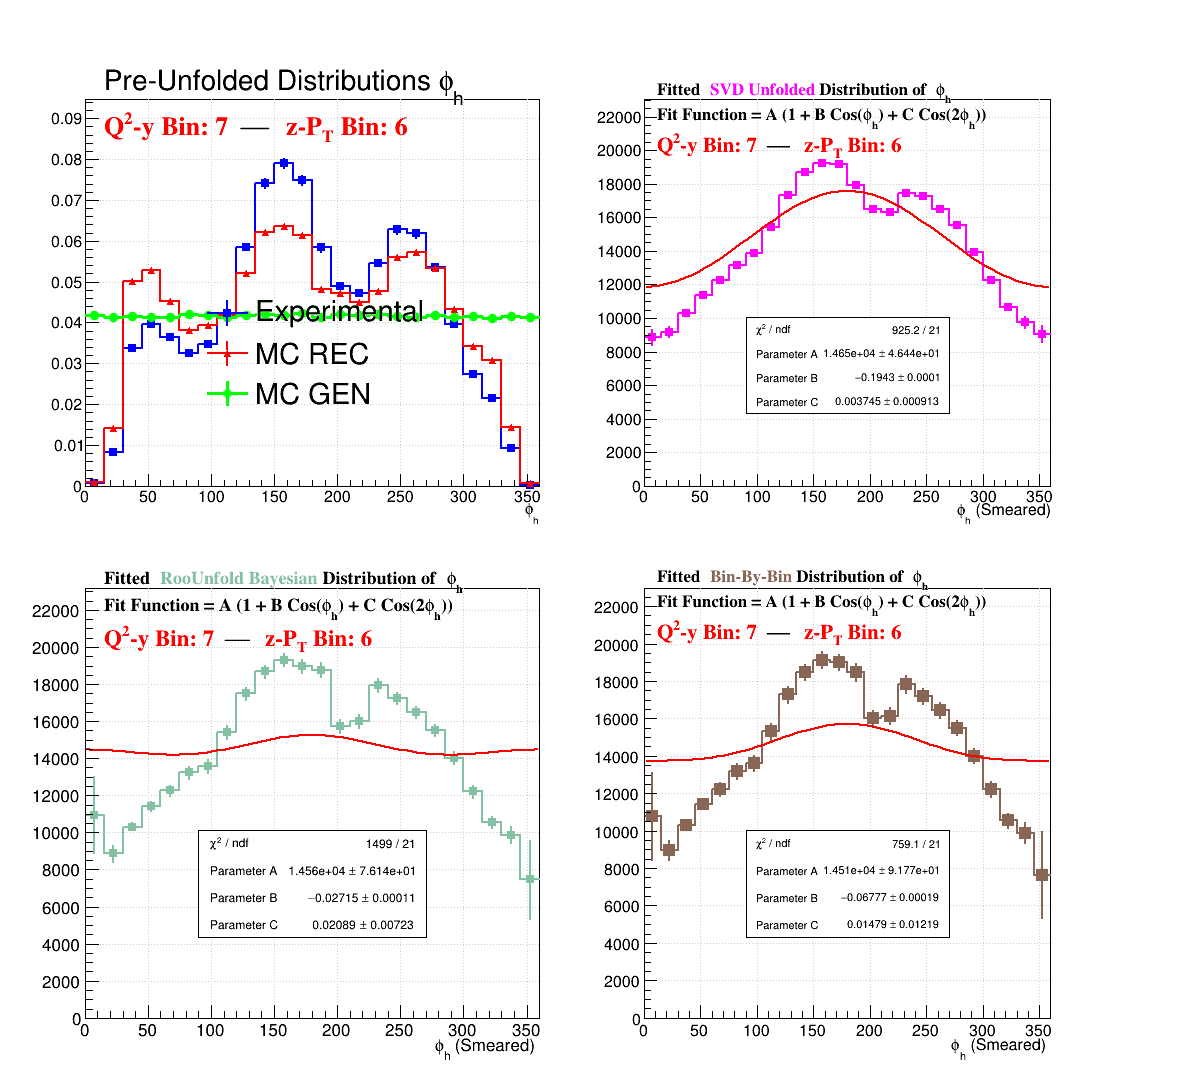 Pre-Unfolded Distributions ϕh
Q2-y Bin: 7 — z-PT Bin: 6
0.09
0.08
0.07
0.06
0.05
0.04
0.03
0.02
0.01
0
Experimental
MC REC
MC GEN
0 50 100 150 200 250 300 350
ϕh
Fitted SVD Unfolded Distribution of ϕh
Fit Function = A (1 + B Cos(ϕh) + C Cos(2ϕh))
Q2-y Bin: 7 — z-PT Bin: 6
22000
20000
18000
16000
14000
12000
10000
8000
6000
4000
2000
0
χ2 / ndf 925.2 / 21
Parameter A 1.465e+04 ± 4.644e+01
Parameter B −0.1943 ± 0.0001
Parameter C 0.003745 ± 0.000913
0 50 100 150 200 250 300 350
ϕh (Smeared)
Fitted RooUnfold Bayesian Distribution of ϕh
Fit Function = A (1 + B Cos(ϕh) + C Cos(2ϕh))
Q2-y Bin: 7 — z-PT Bin: 6
22000
20000
18000
16000
14000
12000
10000
8000
6000
4000
2000
0
χ2 / ndf 1499 / 21
Parameter A 1.456e+04 ± 7.614e+01
Parameter B −0.02715 ± 0.00011
Parameter C 0.02089 ± 0.00723
0 50 100 150 200 250 300 350
ϕh (Smeared)
Fitted Bin-By-Bin Distribution of ϕh
Fit Function = A (1 + B Cos(ϕh) + C Cos(2ϕh))
Q2-y Bin: 7 — z-PT Bin: 6
22000
20000
18000
16000
14000
12000
10000
8000
6000
4000
2000
0
χ2 / ndf 759.1 / 21
Parameter A 1.451e+04 ± 9.177e+01
Parameter B −0.06777 ± 0.00019
Parameter C 0.01479 ± 0.01219
0 50 100 150 200 250 300 350
ϕh (Smeared)